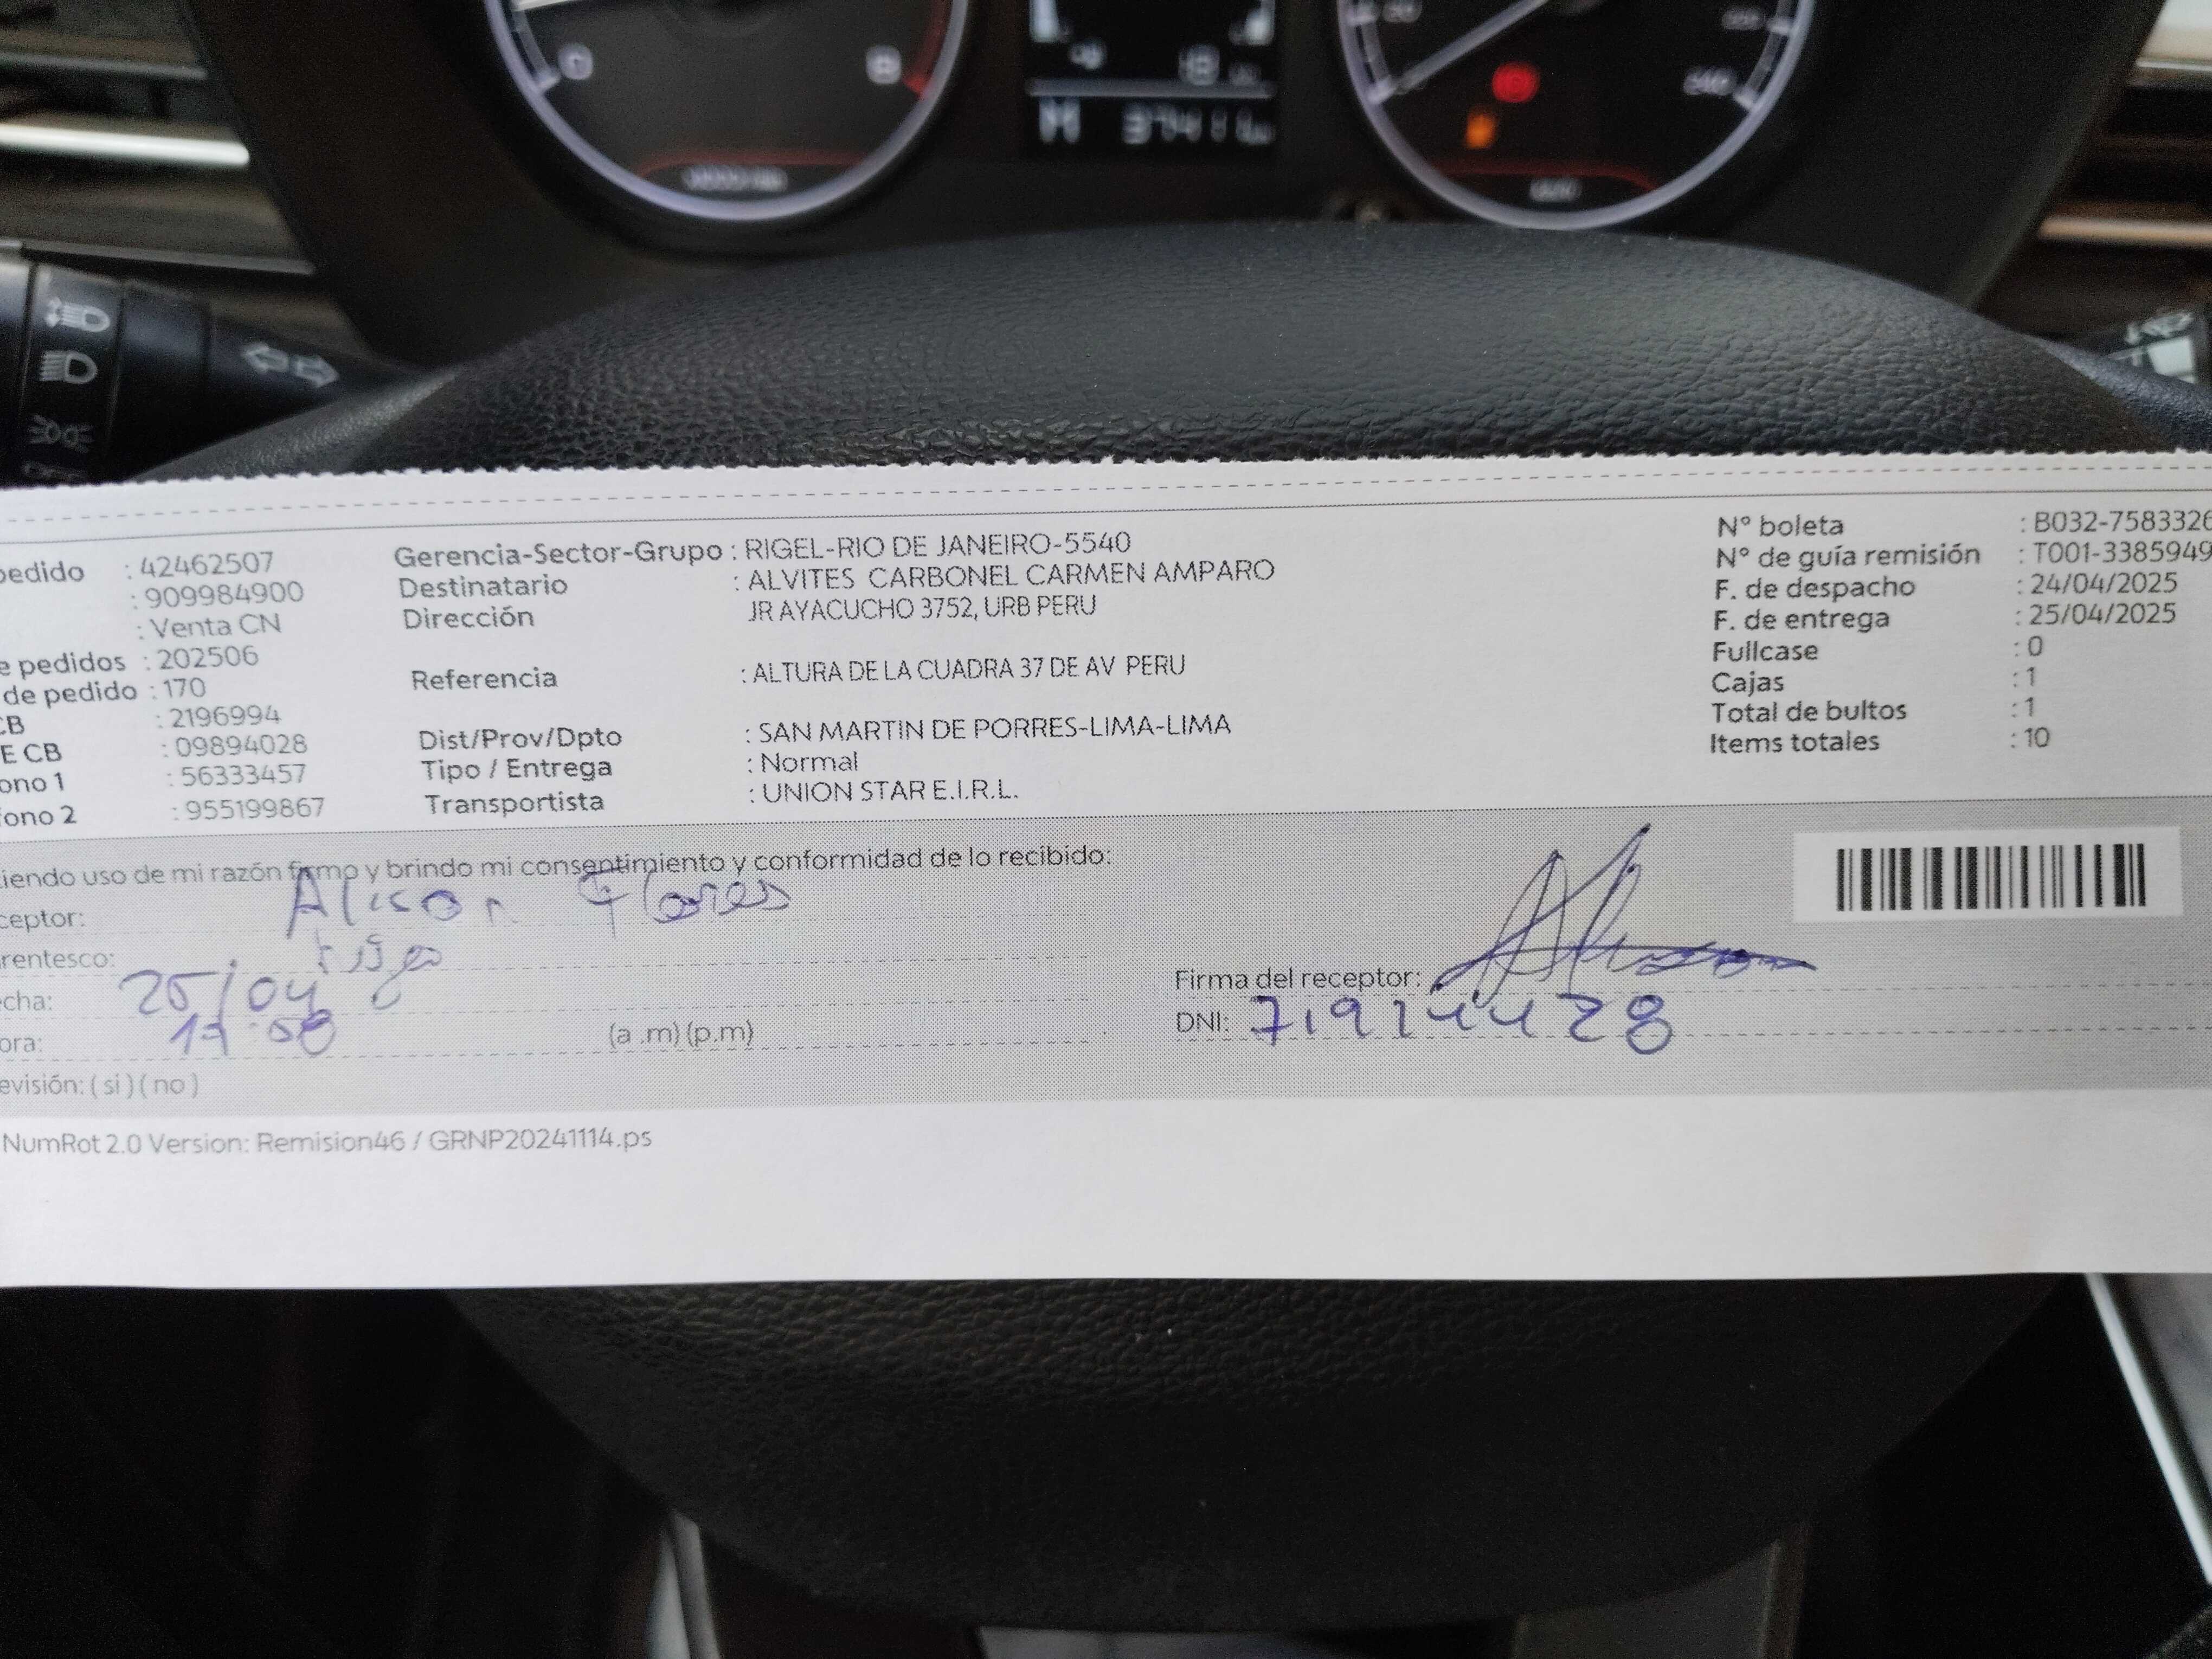 pedido : 42462507
: 909984900
: Venta CN
e pedidos : 202506
de pedido : 170
CB : 2196994
E CB : 09894028
ono 1 : 56333457
fono 2 : 955199867
Gerencia-Sector-Grupo : RIGEL-RIO DE JANEIRO-5540
Destinatario : ALVITES CARBONEL CARMEN AMPARO
Dirección JR AYACUCHO 3752, URB PERU
Referencia : ALTURA DE LA CUADRA 37 DE AV PERU
Dist/Prov/Dpto : SAN MARTIN DE PORRES-LIMA-LIMA
Tipo / Entrega : Normal
Transportista : UNION STAR E.I.R.L.
N° boleta : B032-7583326
N° de guía remisión : T001-3385949
F. de despacho : 24/04/2025
F. de entrega : 25/04/2025
Fullcase : 0
Cajas : 1
Total de bultos : 1
Items totales : 10
iendo uso de mi razón firmo y brindo mi consentimiento y conformidad de lo recibido:
ceptor: Alison Flores
rentesco: hija
echa: 25/04
ora: (a .m) (p.m)
evisión: ( si ) ( no )
Firma del receptor:
DNI:
NumRot 2.0 Version: Remision46 / GRNP20241114.ps